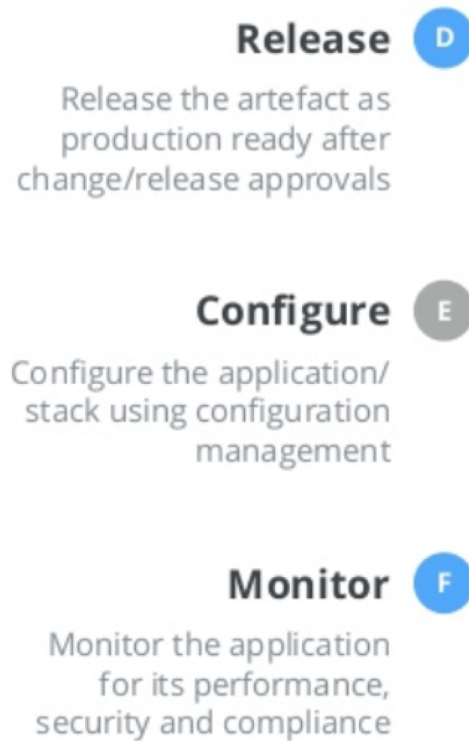 Release D
Release the artefact as
production ready after
change/release approvals
Configure E
Configure the application/
stack using configuration
management
Monitor F
Monitor the application
for its performance,
security and compliance